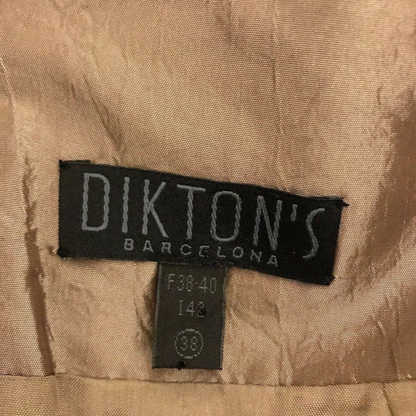 DIKTON'S
BARCELONA
F38-40
I42
38